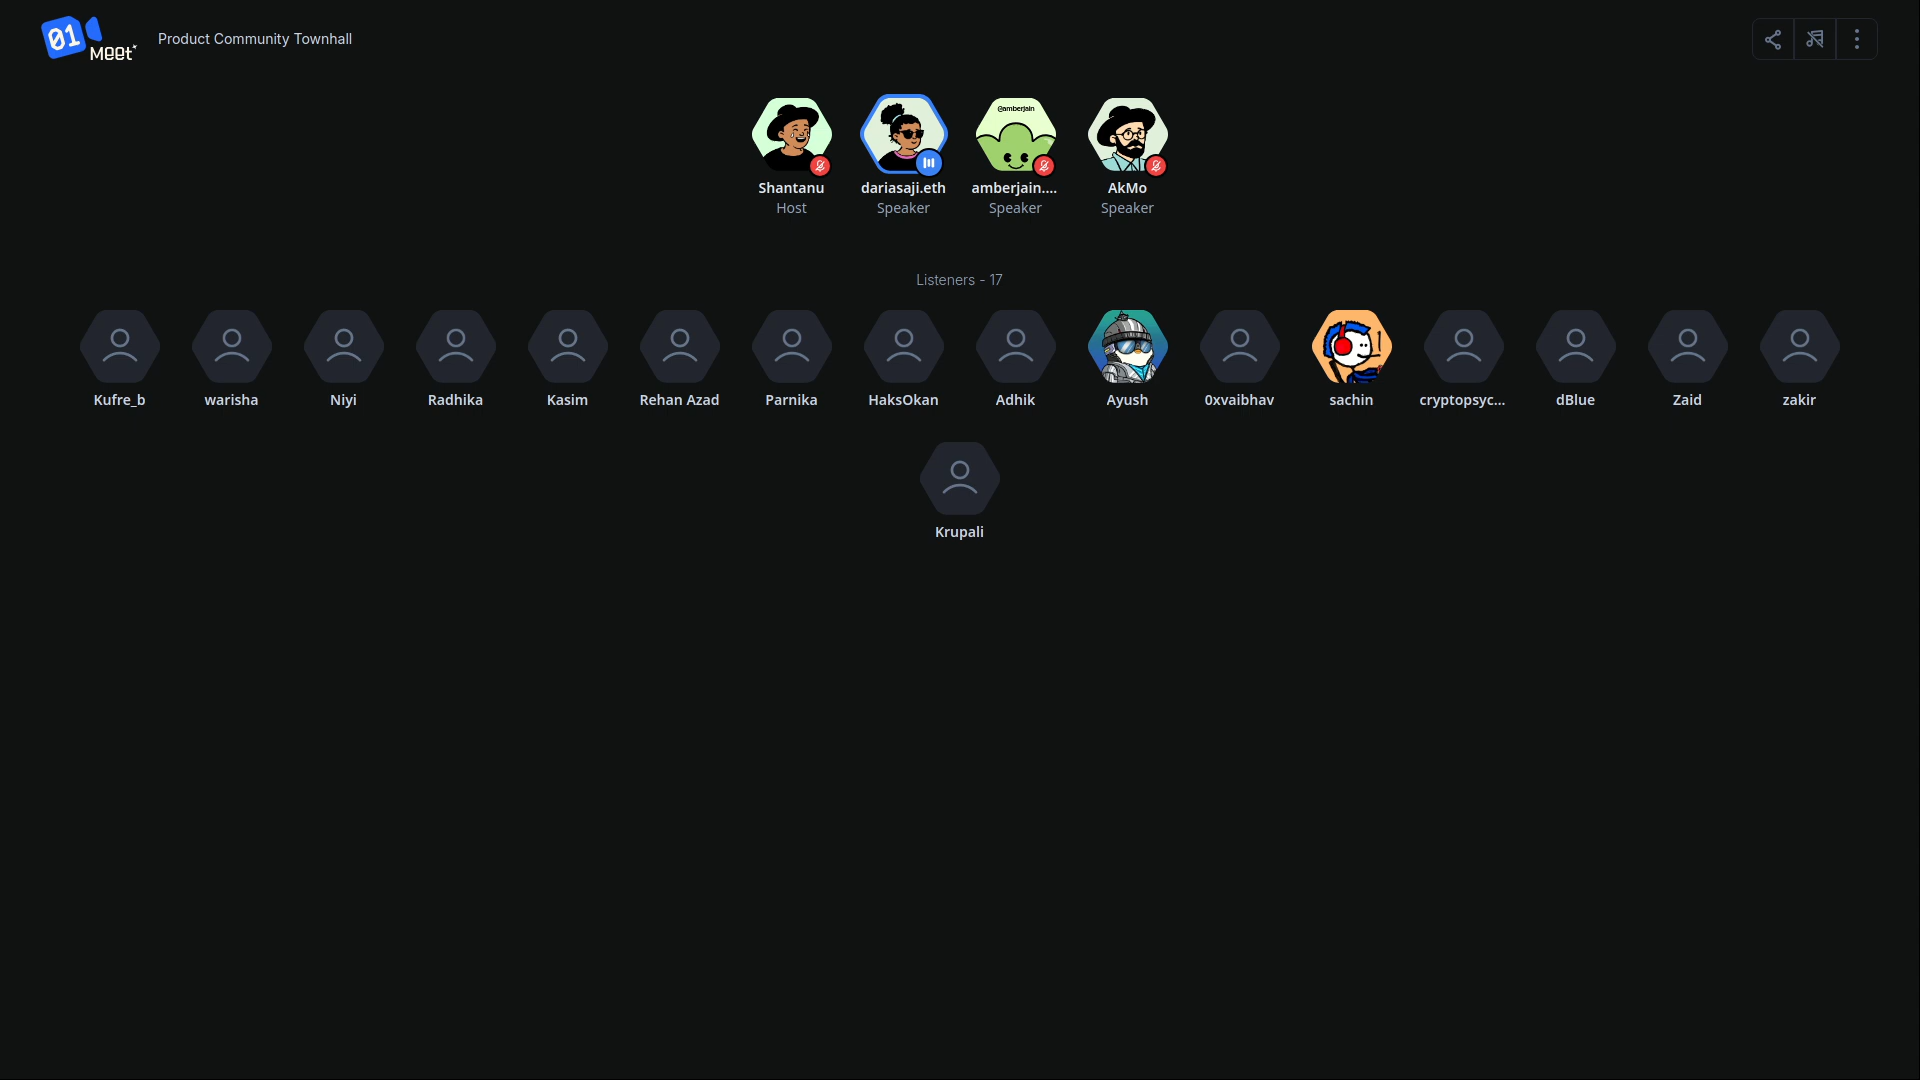 01 Meet
Product Community Townhall
@amberjain
Shantanu dariasaji.eth amberjain.... AkMo
Host Speaker Speaker Speaker
Listeners - 17
Kufre_b warisha Niyi Radhika Kasim Rehan Azad Parnika HaksOkan Adhik Ayush 0xvaibhav sachin cryptopsyc... dBlue Zaid zakir
Krupali